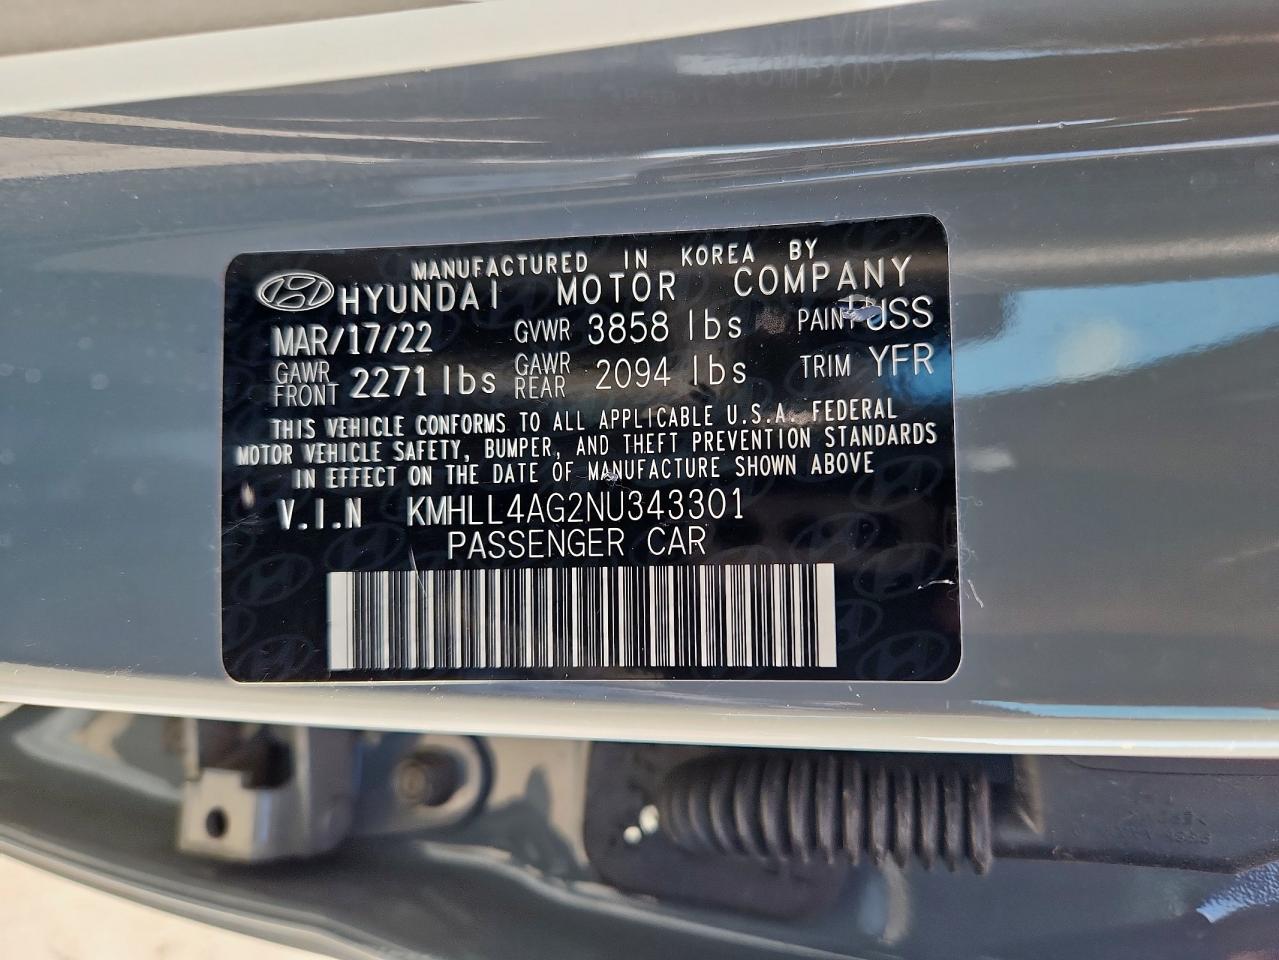 MANUFACTURED IN KOREA BY
HYUNDAI MOTOR COMPANY
MAR/17/22 GVWR 3858 lbs PAINT USS
GAWR FRONT 2271 lbs GAWR REAR 2094 lbs TRIM YFR
THIS VEHICLE CONFORMS TO ALL APPLICABLE U.S.A. FEDERAL
MOTOR VEHICLE SAFETY, BUMPER, AND THEFT PREVENTION STANDARDS
IN EFFECT ON THE DATE OF MANUFACTURE SHOWN ABOVE
V.I.N KMHLL4AG2NU343301
PASSENGER CAR